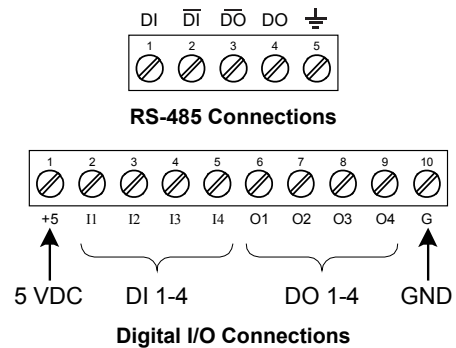 DI D̅I̅ D̅O̅ DO
1 2 3 4 5
RS-485 Connections
1 2 3 4 5 6 7 8 9 10
+5 I1 I2 I3 I4 O1 O2 O3 O4 G
5 VDC DI 1-4 DO 1-4 GND
Digital I/O Connections